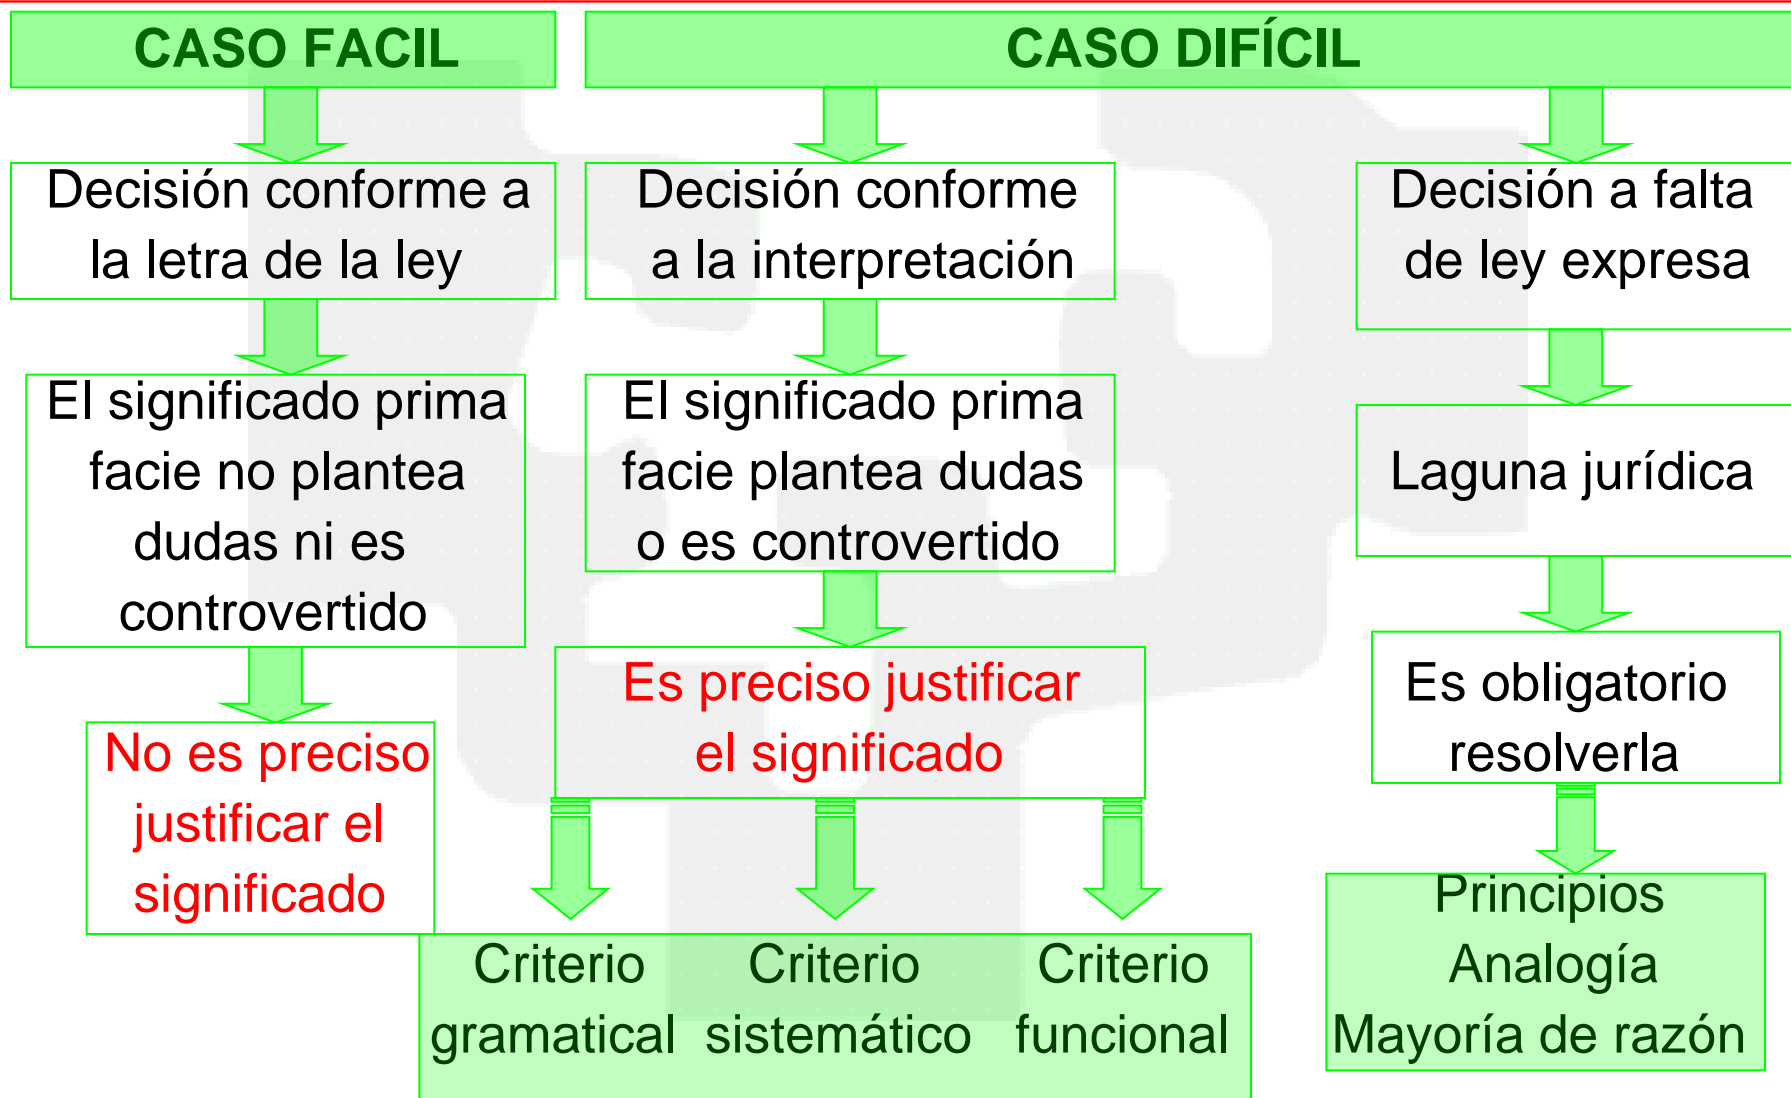 CASO FACIL
Decisión conforme a
la letra de la ley
El significado prima
facie no plantea
dudas ni es
controvertido
No es preciso
justificar el
significado
CASO DIFÍCIL
Decisión conforme
a la interpretación
El significado prima
facie plantea dudas
o es controvertido
Es preciso justificar
el significado
Criterio
gramatical
Criterio
sistemático
Criterio
funcional
Decisión a falta
de ley expresa
Laguna jurídica
Es obligatorio
resolverla
Principios
Analogía
Mayoría de razón